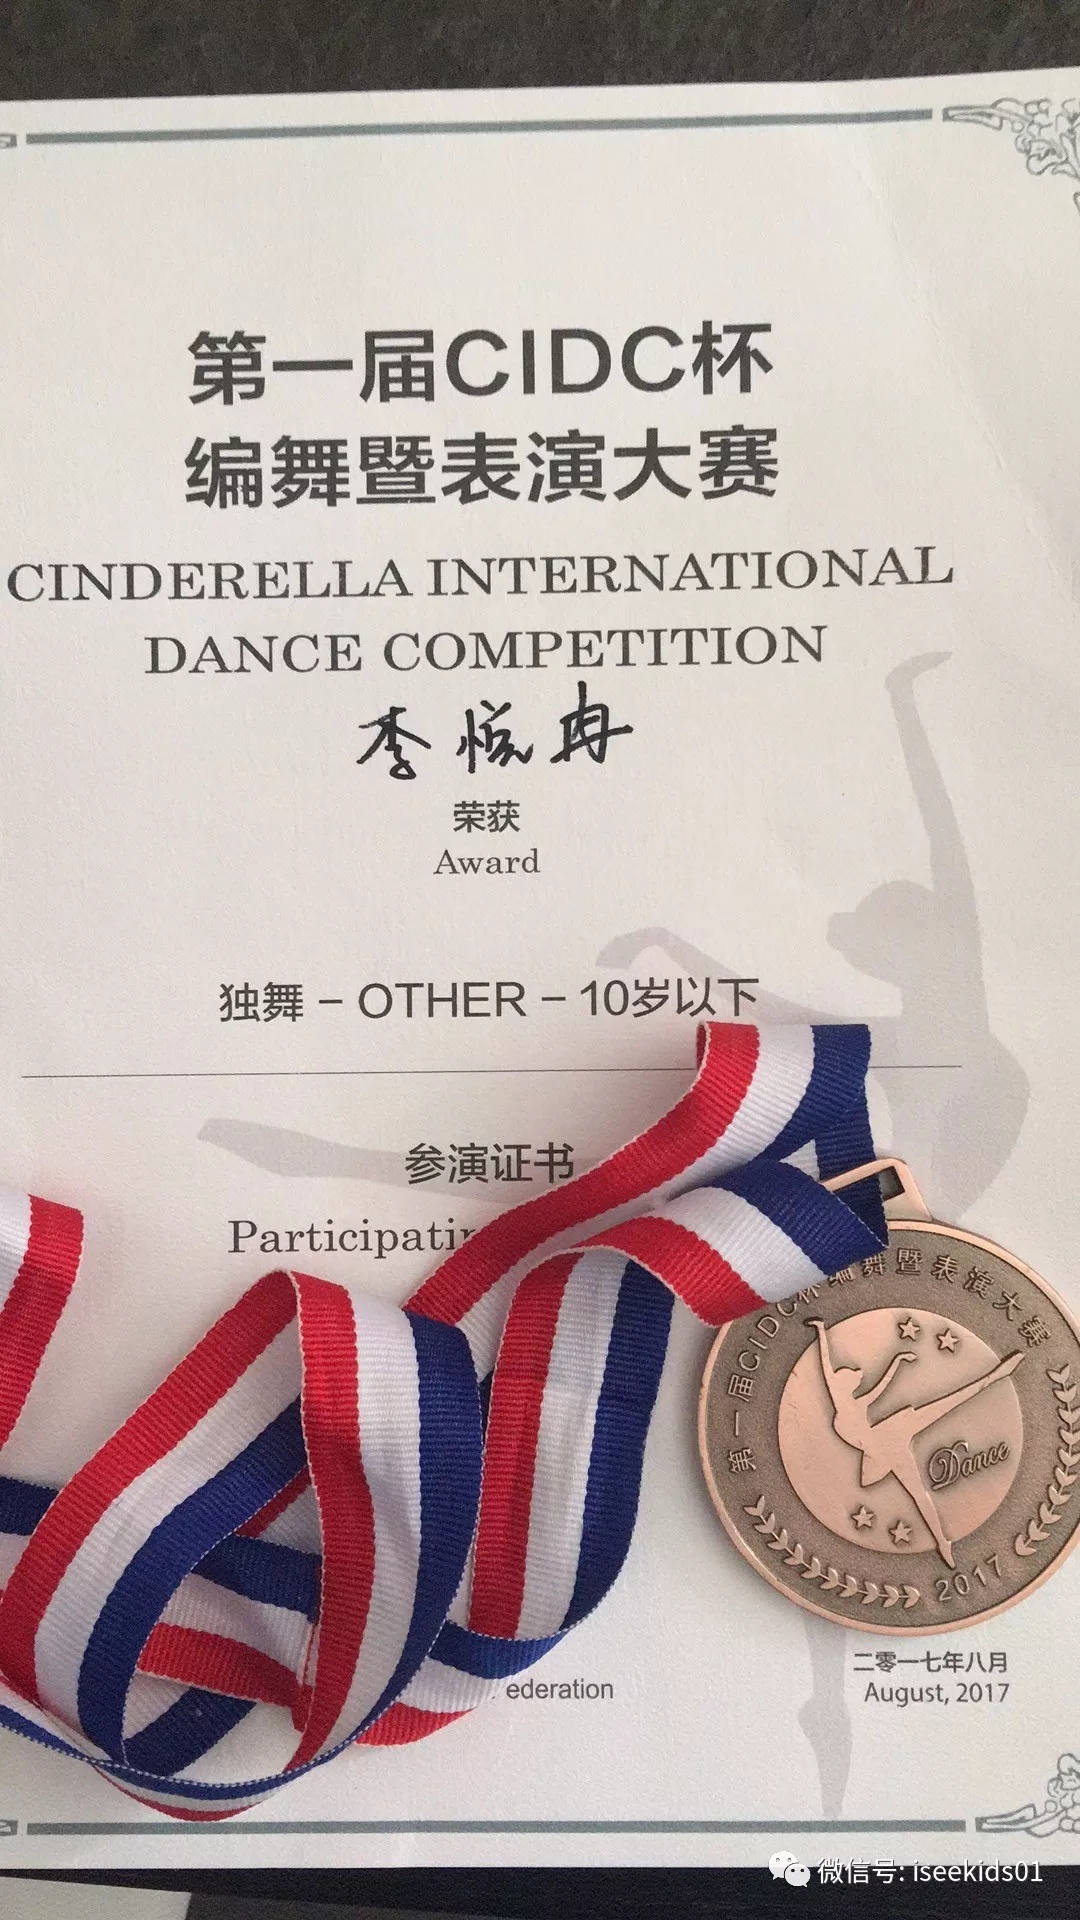 第一届CIDC杯
编舞暨表演大赛
CINDERELLA INTERNATIONAL
DANCE COMPETITION
李悦冉
荣获
Award
独舞 – OTHER – 10岁以下
参演证书
Participatin
第一届CIDC杯编舞暨表演大赛
Dance
2017
ederation
二零一七年八月
August, 2017
微信号: iseekids01